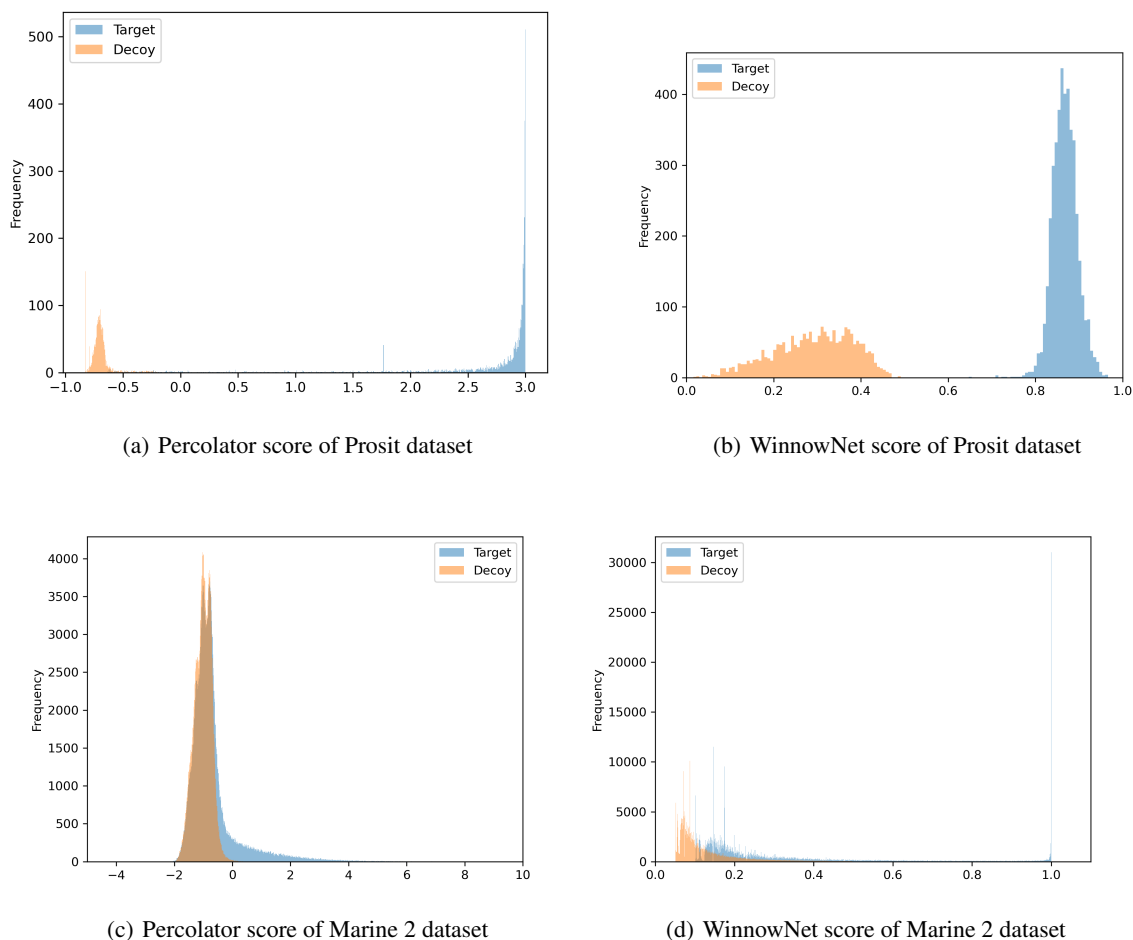 Target
Decoy
500
400
300
200
100
0
Frequency
−1.0 −0.5 0.0 0.5 1.0 1.5 2.0 2.5 3.0
(a) Percolator score of Prosit dataset
Target
Decoy
400
300
200
100
0
Frequency
0.0 0.2 0.4 0.6 0.8 1.0
(b) WinnowNet score of Prosit dataset
Target
Decoy
4000
3500
3000
2500
2000
1500
1000
500
0
Frequency
−4 −2 0 2 4 6 8 10
(c) Percolator score of Marine 2 dataset
Target
Decoy
30000
25000
20000
15000
10000
5000
0
Frequency
0.0 0.2 0.4 0.6 0.8 1.0
(d) WinnowNet score of Marine 2 dataset